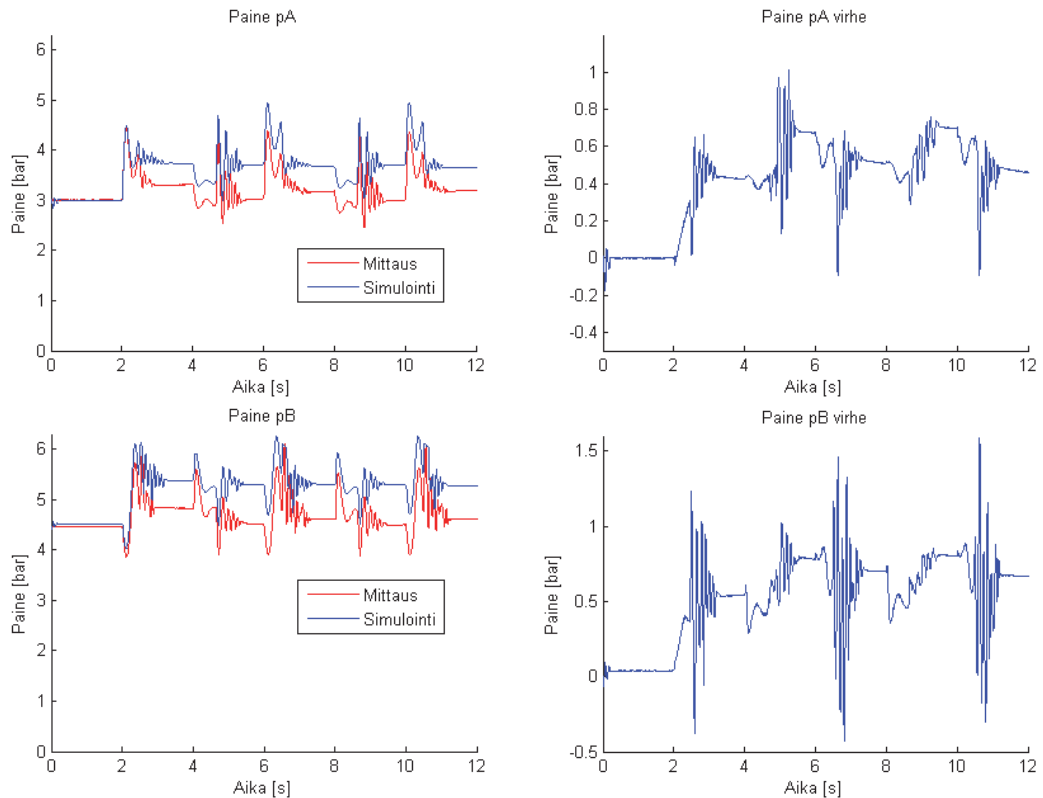 Paine pA
Paine [bar]
6
5
4
3
2
1
0
0 2 4 6 8 10 12
Aika [s]
Mittaus
Simulointi
Paine pA virhe
Paine [bar]
1
0.8
0.6
0.4
0.2
0
-0.2
-0.4
0 2 4 6 8 10 12
Aika [s]
Paine pB
Paine [bar]
6
5
4
3
2
1
0
0 2 4 6 8 10 12
Aika [s]
Mittaus
Simulointi
Paine pB virhe
Paine [bar]
1.5
1
0.5
0
-0.5
0 2 4 6 8 10 12
Aika [s]